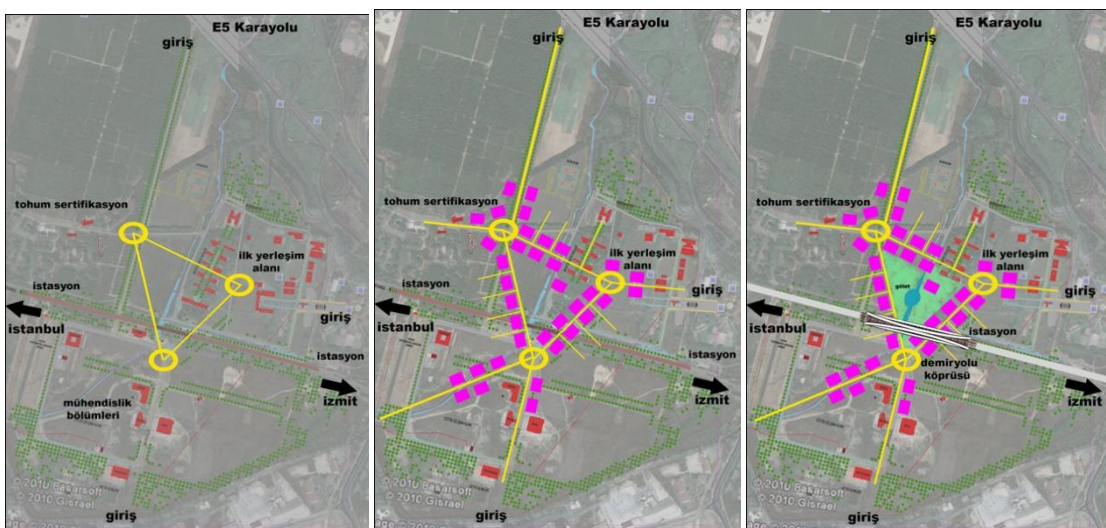 E5 Karayolu
giriş
tohum sertifikasyon
ilk yerleşim
alanı
istasyon
istanbul
giriş
istasyon
izmit
mühendislik
bölümleri
© 2010 Basarsoft
© 2010 Gisrael
giriş
E5 Karayolu
giriş
tohum sertifikasyon
ilk yerleşim
alanı
istasyon
istanbul
giriş
istasyon
izmit
© 2010 Basarsoft
© 2010 Gisrael
giriş
E5 Karayolu
giriş
tohum sertifikasyon
ilk yerleşim
alanı
gölet
giriş
istasyon
istanbul
istasyon
demiryolu
köprüsü
izmit
© 2010 Basarsoft
© 2010 Gisrael
giriş